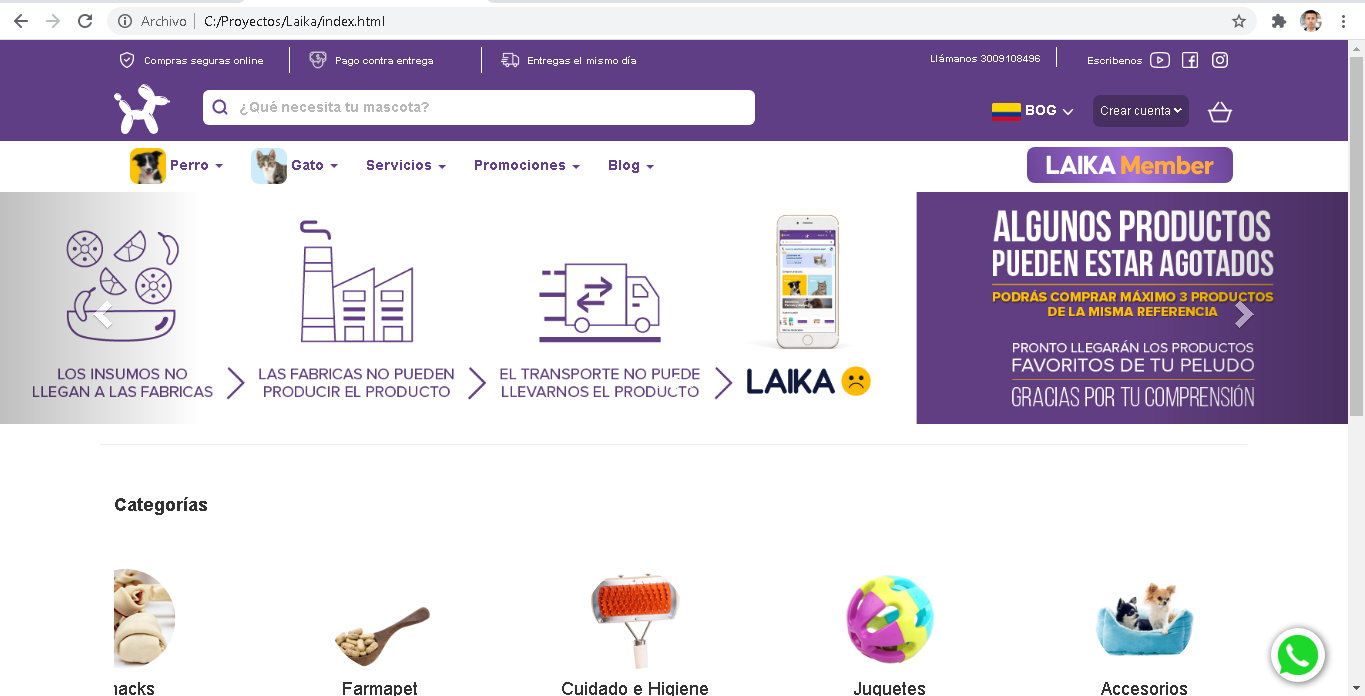 Archivo C:/Proyectos/Laika/index.html
Compras seguras online
Pago contra entrega
Entregas el mismo día
Llámanos 3009108496
Escribenos
¿Qué necesita tu mascota?
BOG
Crear cuenta
Perro
Gato
Servicios
Promociones
Blog
LAIKA Member
LOS INSUMOS NO
LLEGAN A LAS FABRICAS
LAS FABRICAS NO PUEDEN
PRODUCIR EL PRODUCTO
EL TRANSPORTE NO PUEDE
LLEVARNOS EL PRODUCTO
LAIKA
ALGUNOS PRODUCTOS
PUEDEN ESTAR AGOTADOS
PODRÁS COMPRAR MÁXIMO 3 PRODUCTOS
DE LA MISMA REFERENCIA
PRONTO LLEGARÁN LOS PRODUCTOS
FAVORITOS DE TU PELUDO
GRACIAS POR TU COMPRENSIÓN
Categorías
nacks
Farmapet
Cuidado e Higiene
Juguetes
Accesorios